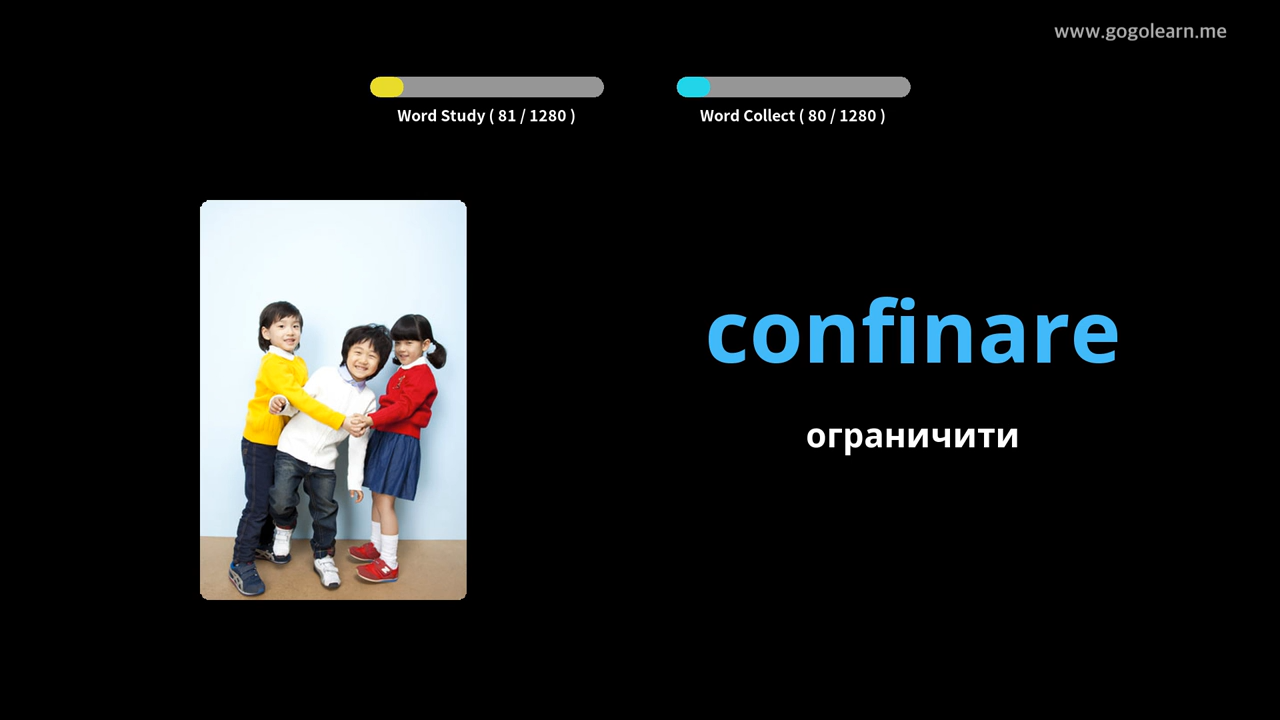 www.gogolearn.me
Word Study ( 81 / 1280 )
Word Collect ( 80 / 1280 )
confinare
ограничити